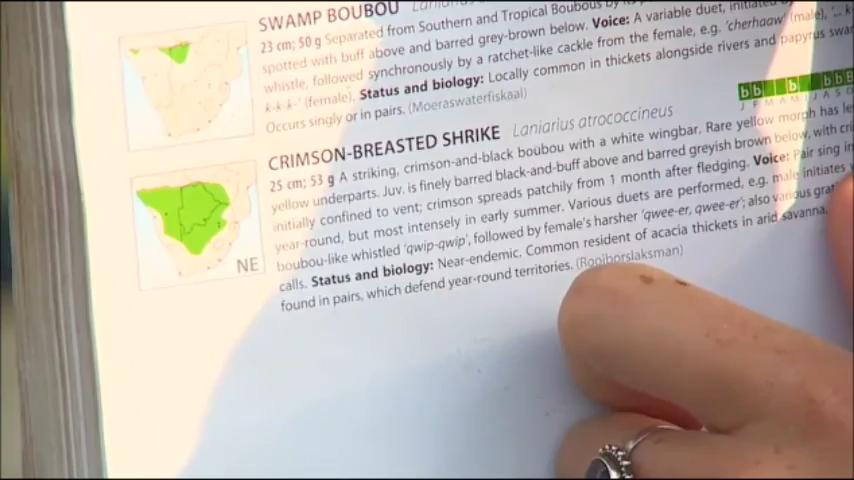 SWAMP BOUBOU
23 cm; 50 g Separated from Southern and Tropical Boubous by
spotted with buff above and barred grey-brown below. Voice: A variable duet, initiated
whistle, followed synchronously by a ratchet-like cackle from the female, e.g. 'cherhaaw' (male), '..
k-k-k-' (female). Status and biology: Locally common in thickets alongside rivers and papyrus
Occurs singly or in pairs. (Moeraswaterfiskaal)
bb b bbB
J F M A M J J A S O
CRIMSON-BREASTED SHRIKE Laniarius atrococcineus
25 cm; 53 g A striking, crimson-and-black boubou with a white wingbar. Rare yellow morph has
yellow underparts. Juv. is finely barred black-and-buff above and barred greyish brown below, with
initially confined to vent; crimson spreads patchily from 1 month after fledging. Voice: Pair sing in
year-round, but most intensely in early summer. Various duets are performed, e.g. male initiates
boubou-like whistled 'qwip-qwip', followed by female's harsher 'qwee-er, qwee-er'; also various
calls. Status and biology: Near-endemic. Common resident of acacia thickets in arid savanna,
found in pairs, which defend year-round territories. (Rooiborslaksman)
NE